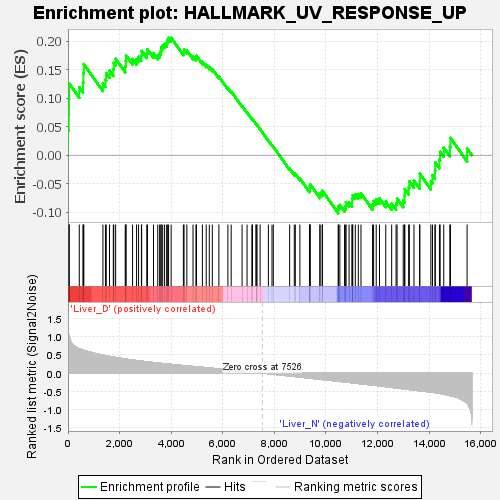 Enrichment plot: HALLMARK_UV_RESPONSE_UP
Enrichment score (ES)
0.20
0.15
0.10
0.05
0.00
-0.05
-0.10
'Liver_D' (positively correlated)
Ranked list metric (Signal2Noise)
1.5
1.0
0.5
0.0
-0.5
-1.0
-1.5
Zero cross at 7526
'Liver_N' (negatively correlated)
0
2,000
4,000
6,000
8,000
10,000
12,000
14,000
16,000
Rank in Ordered Dataset
Enrichment profile
Hits
Ranking metric scores